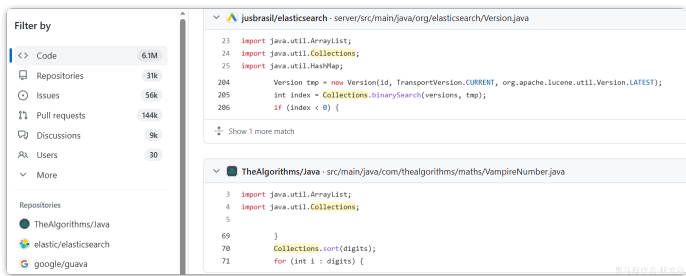 Filter by
Code 6.1M
Repositories 31k
Issues 56k
Pull requests 144k
Discussions 9k
Users 30
More
Repositories
TheAlgorithms/Java
elastic/elasticsearch
google/guava
jusbrasil/elasticsearch · server/src/main/java/org/elasticsearch/Version.java
23 import java.util.ArrayList;
24 import java.util.Collections;
25 import java.util.HashMap;
204 Version tmp = new Version(id, TransportVersion.CURRENT, org.apache.lucene.util.Version.LATEST);
205 int index = Collections.binarySearch(versions, tmp);
206 if (index < 0) {
Show 1 more match
TheAlgorithms/Java · src/main/java/com/thealgorithms/maths/VampireNumber.java
3 import java.util.ArrayList;
4 import java.util.Collections;
5
69 }
70 Collections.sort(digits);
71 for (int i : digits) {